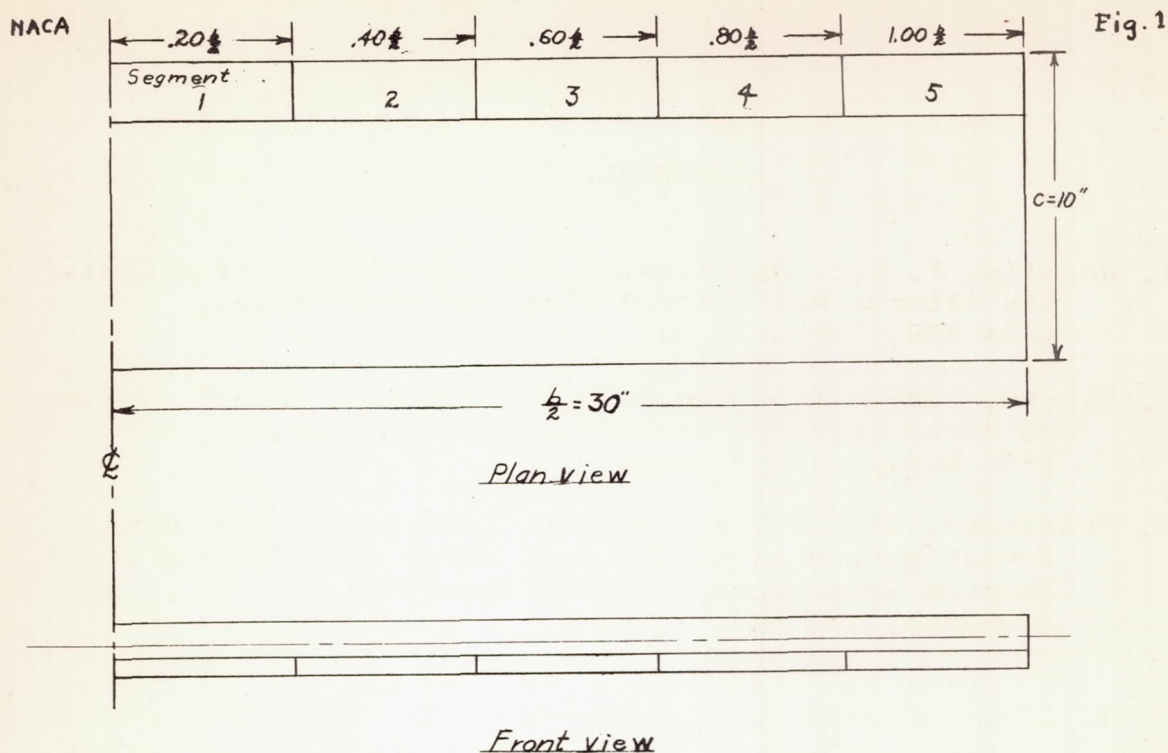 NACA
Fig. 1
.20 b/2 .40 b/2 .60 b/2 .80 b/2 1.00 b/2
Segment
1 2 3 4 5
c=10"
b/2 = 30"
℄
Plan view
Front view